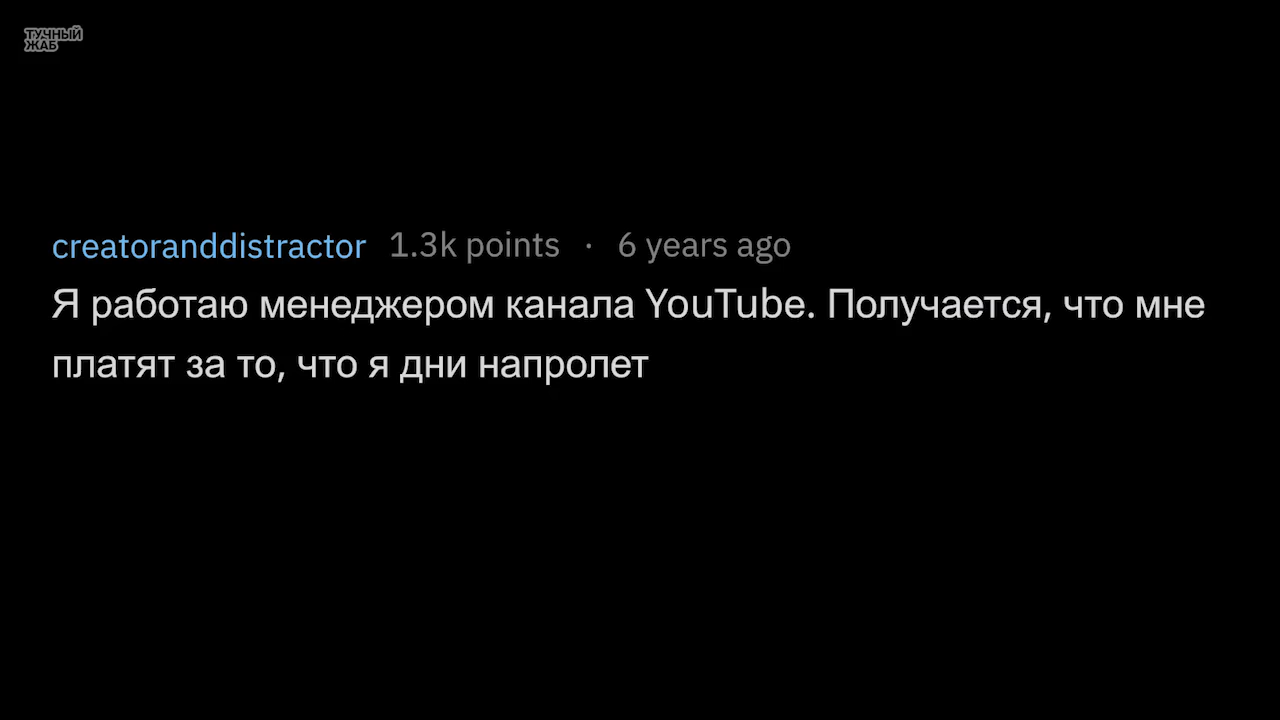 ТУЧНЫЙ
ЖАБ
creatoranddistractor 1.3k points · 6 years ago
Я работаю менеджером канала YouTube. Получается, что мне
платят за то, что я дни напролет